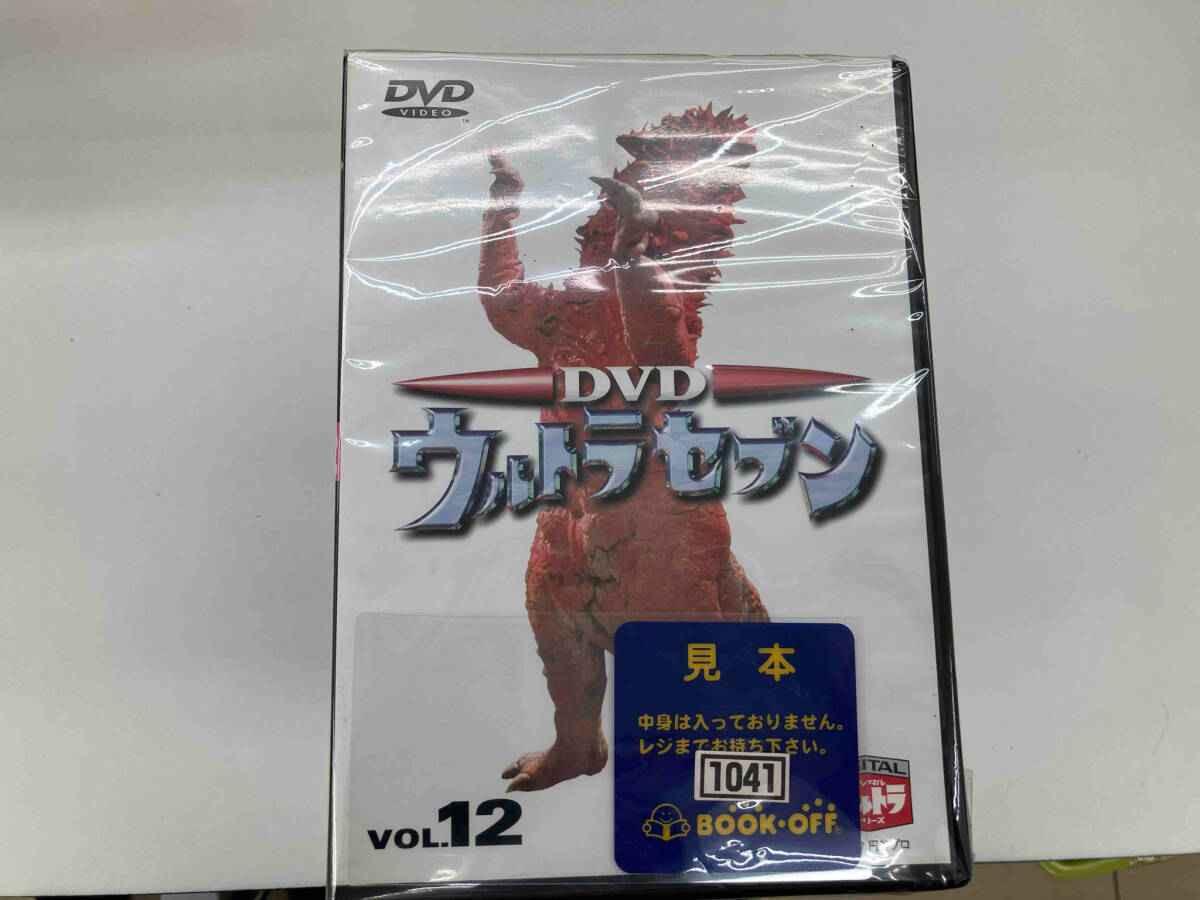 DVD
VIDEO
TM
DVD
ウルトラセブン
見本
中身は入っておりません。
レジまでお持ち下さい。
1041
BOOK・OFF
VOL.12